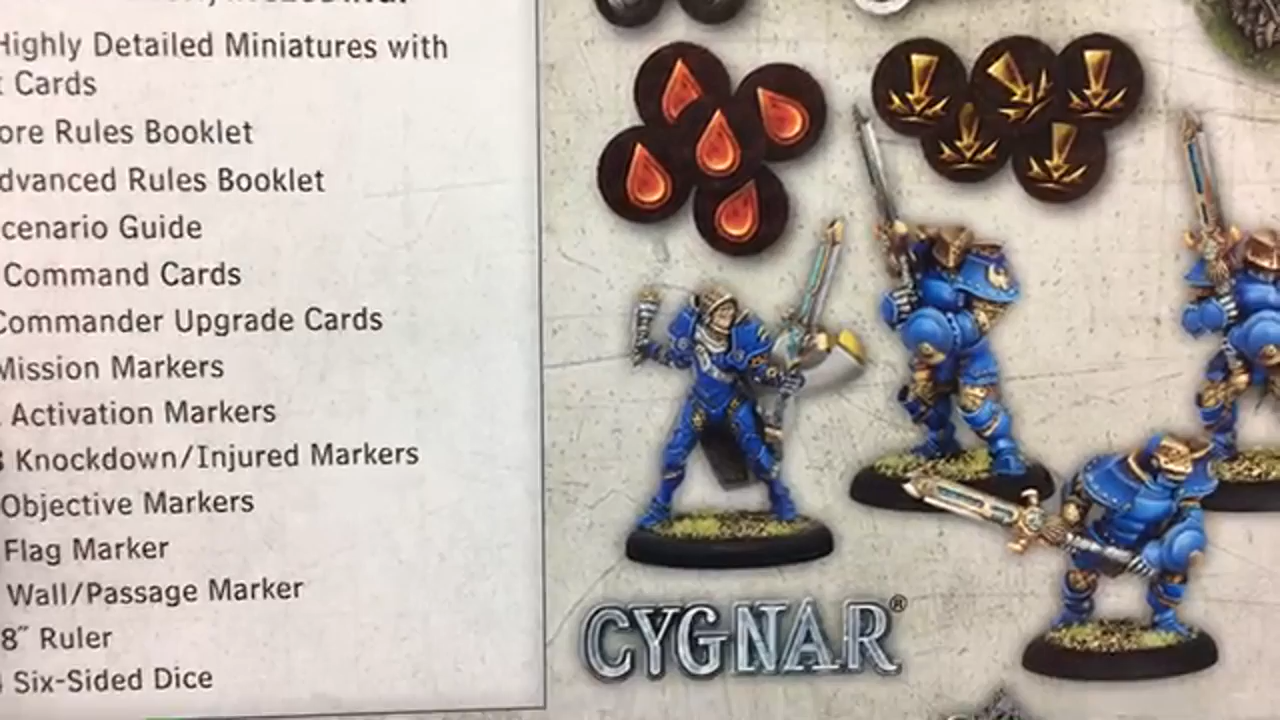 Highly Detailed Miniatures with
Cards
ore Rules Booklet
dvanced Rules Booklet
cenario Guide
Command Cards
Commander Upgrade Cards
Mission Markers
Activation Markers
Knockdown/Injured Markers
Objective Markers
Flag Marker
Wall/Passage Marker
8″ Ruler
Six-Sided Dice
CYGNAR®